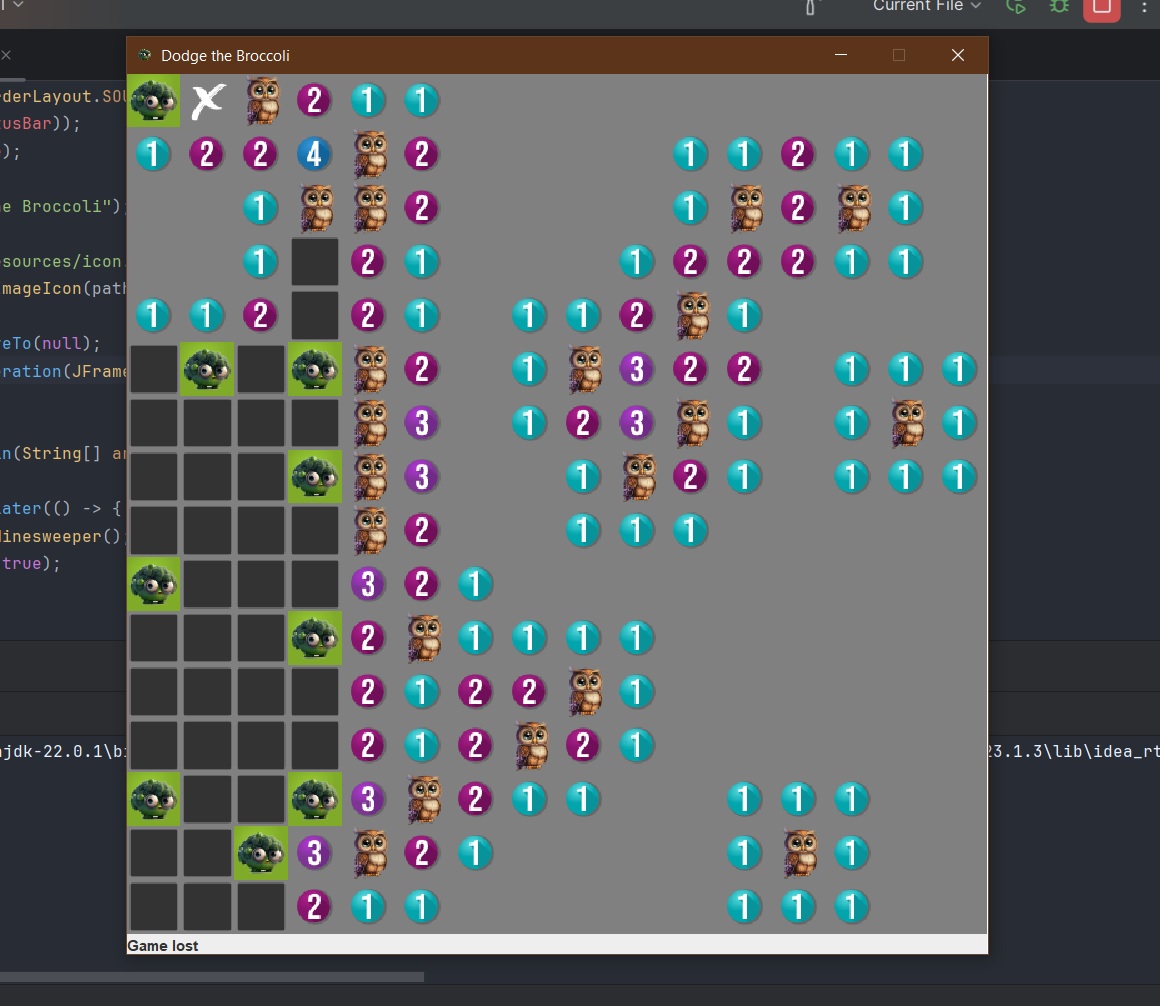 Current File
Dodge the Broccoli
derLayout.SOU
usBar));
);
e Broccoli");
sources/icon.
mageIcon(path
eTo(null);
eration(JFrame
n(String[] ar
ater(() -> {
inesweeper();
true);
jdk-22.0.1\bi
23.1.3\lib\idea_rt
2 1 1
1 2 2 4 2 1 1 2 1 1
1 2 1 2 1
1 2 1 1 2 2 2 1 1
1 1 2 2 1 1 1 2 1
2 1 3 2 2 1 1 1
3 1 2 3 1 1 1
3 1 2 1 1 1 1
2 1 1 1
3 2 1
2 1 1 1 1
2 1 2 2 1
2 1 2 2 1
3 2 1 1 1 1 1
3 2 1 1 1
2 1 1 1 1 1
Game lost